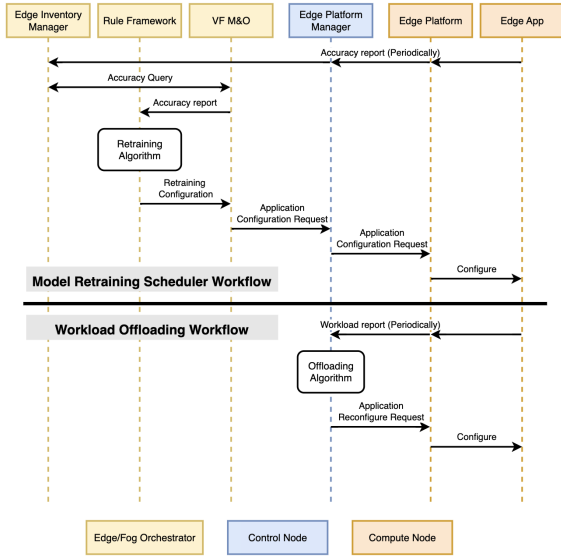 Edge Inventory
Manager
Rule Framework
VF M&O
Edge Platform
Manager
Edge Platform
Edge App
Accuracy report (Periodically)
Accuracy Query
Accuracy report
Retraining
Algorithm
Retraining
Configuration
Application
Configuration Request
Application
Configuration Request
Configure
Model Retraining Scheduler Workflow
Workload Offloading Workflow
Workload report (Periodically)
Offloading
Algorithm
Application
Reconfigure Request
Configure
Edge/Fog Orchestrator
Control Node
Compute Node